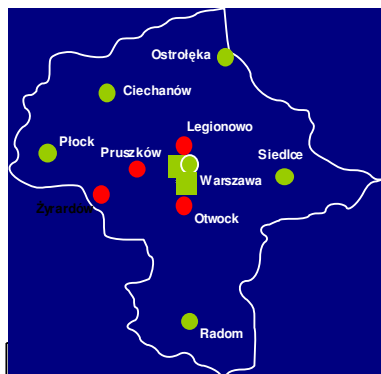 Ostrołęka
Ciechanów
Legionowo
Płock
Pruszków
Siedlce
Warszawa
Żyrardów
Otwock
Radom